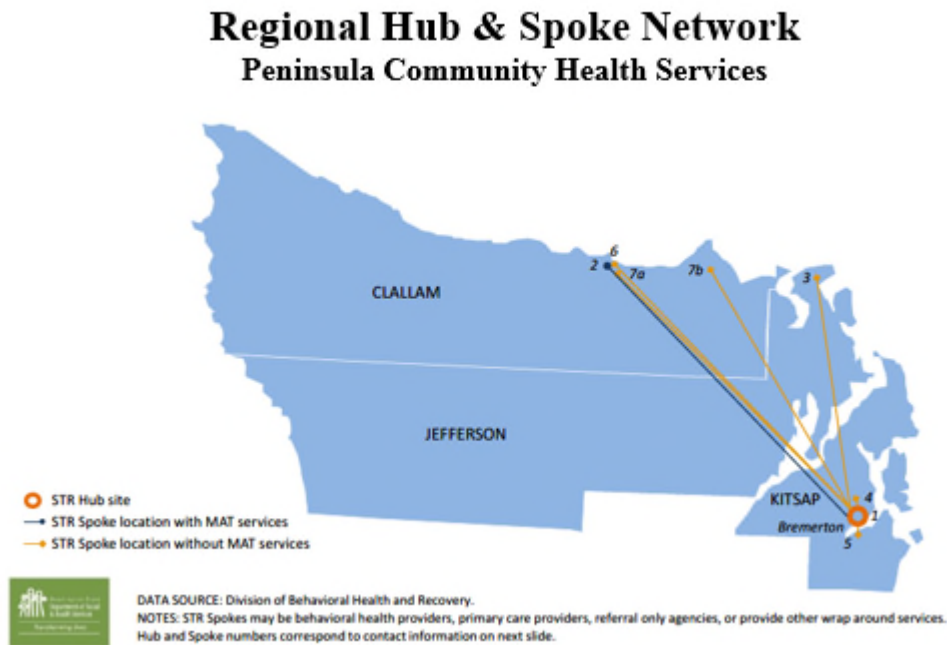 Regional Hub & Spoke Network
Peninsula Community Health Services
6
2
7a
7b
3
CLALLAM
JEFFERSON
KITSAP
4
1
Bremerton
5
STR Hub site
STR Spoke location with MAT services
STR Spoke location without MAT services
DATA SOURCE: Division of Behavioral Health and Recovery.
NOTES: STR Spokes may be behavioral health providers, primary care providers, referral only agencies, or provide other wrap around services.
Hub and Spoke numbers correspond to contact information on next slide.